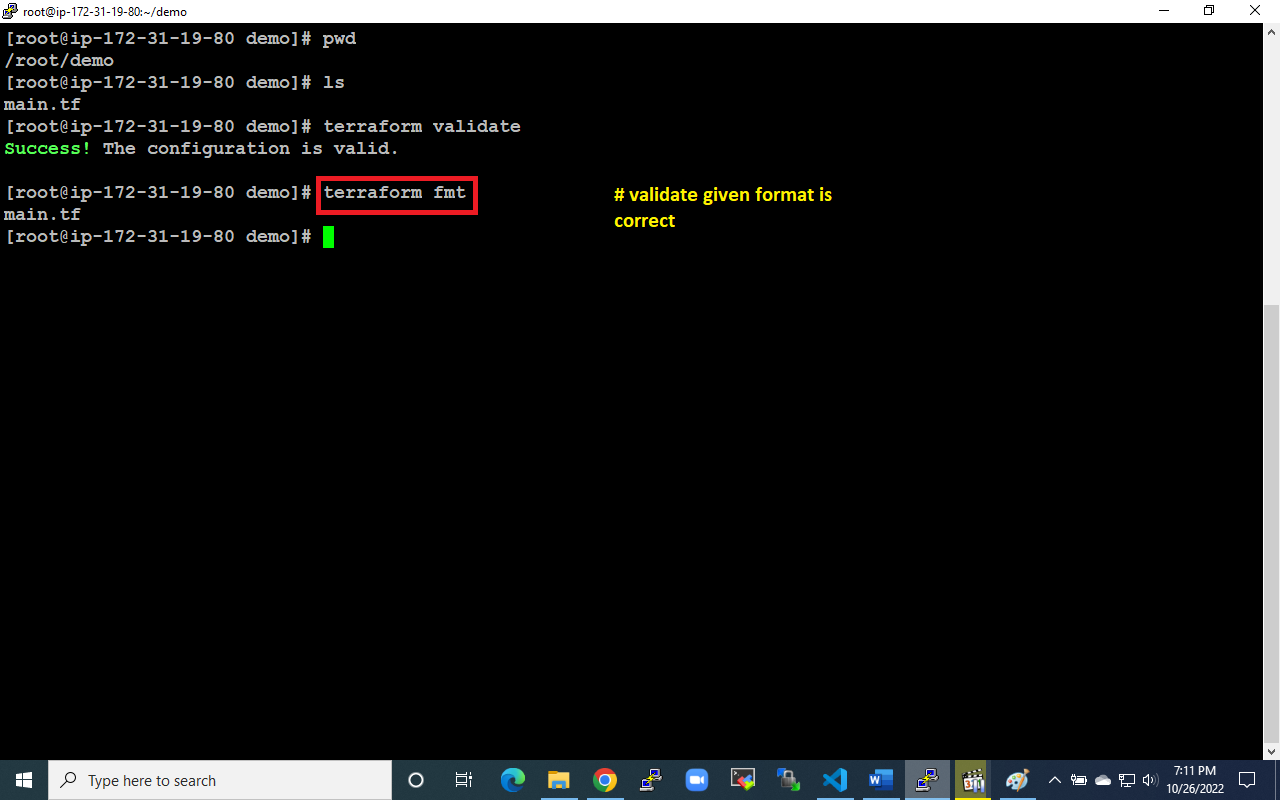 root@ip-172-31-19-80:~/demo
[root@ip-172-31-19-80 demo]# pwd
/root/demo
[root@ip-172-31-19-80 demo]# ls
main.tf
[root@ip-172-31-19-80 demo]# terraform validate
Success! The configuration is valid.
[root@ip-172-31-19-80 demo]# terraform fmt
# validate given format is
correct
main.tf
[root@ip-172-31-19-80 demo]#
Type here to search
7:11 PM
10/26/2022